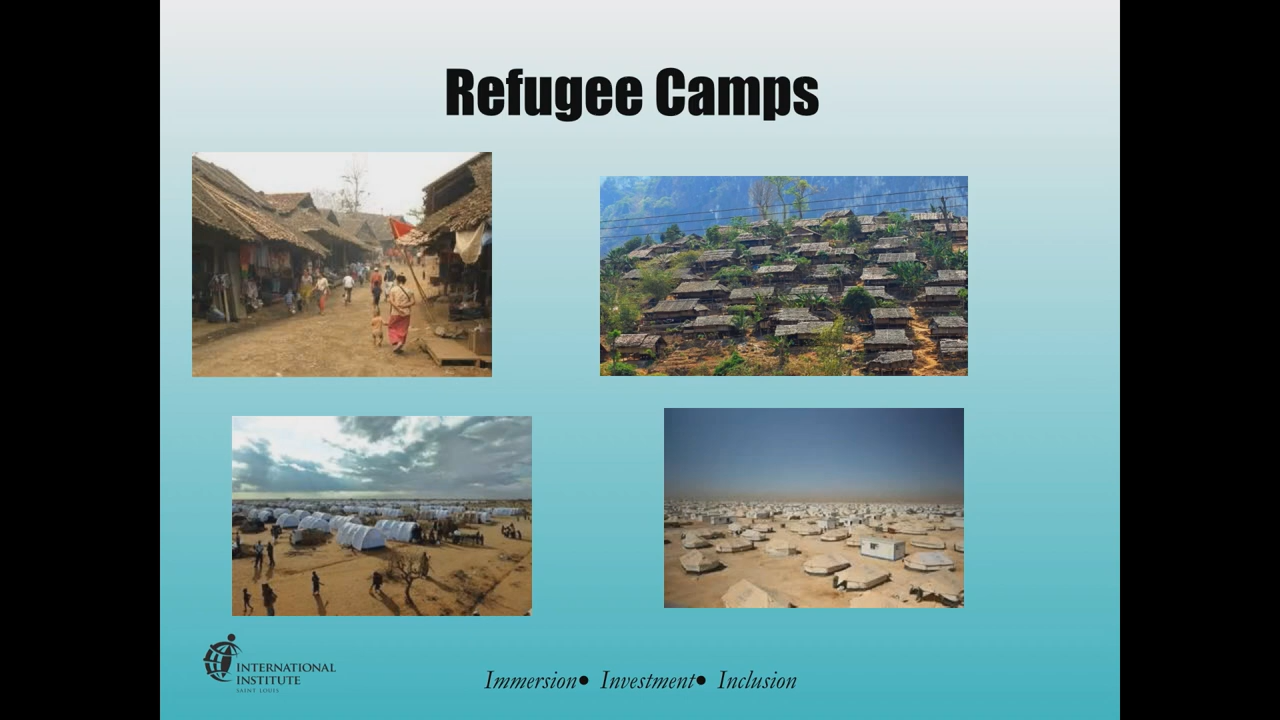 Refugee Camps
INTERNATIONAL
INSTITUTE
SAINT LOUIS
Immersion● Investment● Inclusion